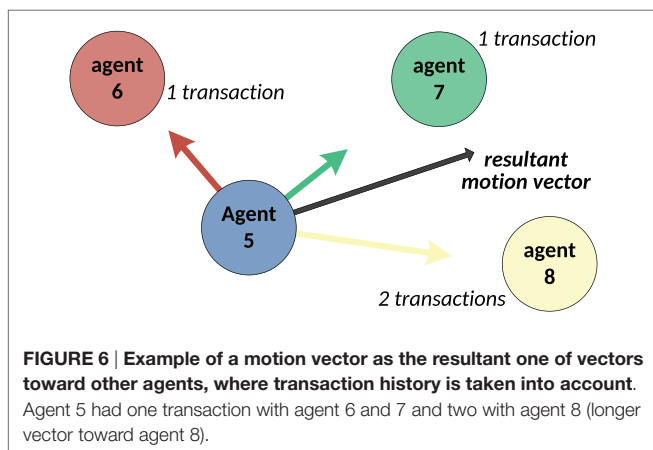 agent
6
1 transaction
1 transaction
agent
7
resultant
motion vector
Agent
5
agent
8
2 transactions
FIGURE 6 | Example of a motion vector as the resultant one of vectors
toward other agents, where transaction history is taken into account.
Agent 5 had one transaction with agent 6 and 7 and two with agent 8 (longer
vector toward agent 8).